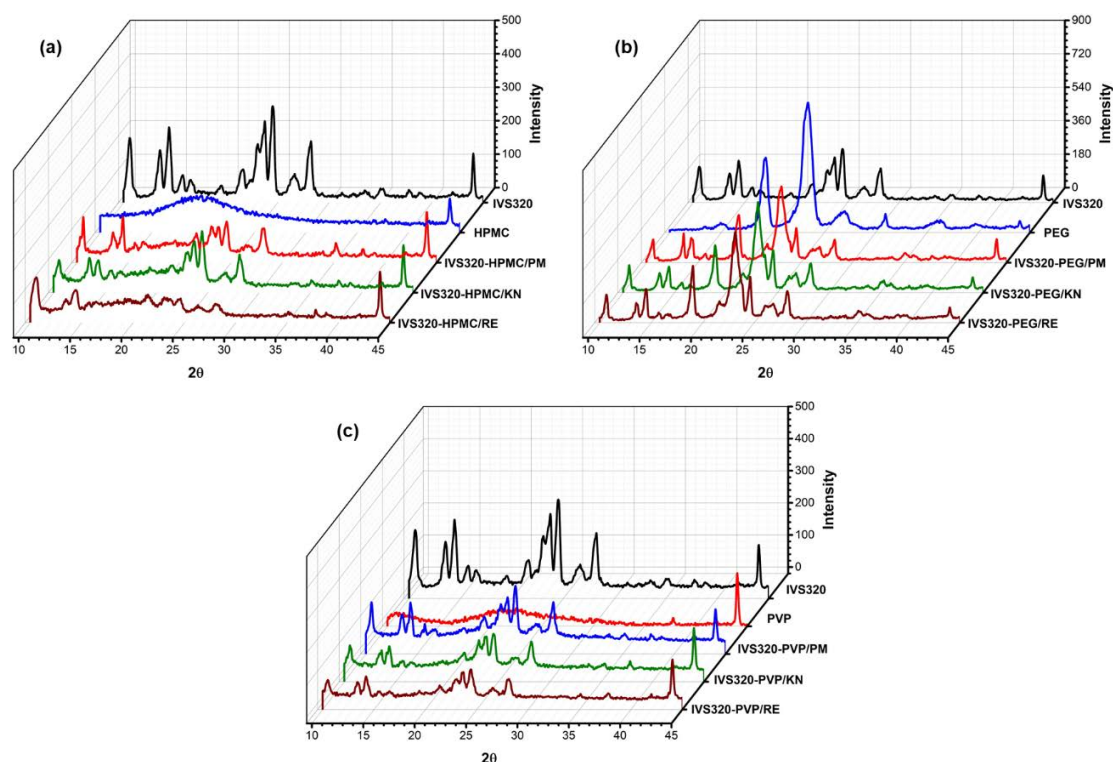 (a)
500
400
300
200
100
0
Intensity
IVS320
HPMC
IVS320-HPMC/PM
IVS320-HPMC/KN
IVS320-HPMC/RE
10 15 20 25 30 35 40 45
2θ
(b)
900
720
540
360
180
0
Intensity
IVS320
PEG
IVS320-PEG/PM
IVS320-PEG/KN
IVS320-PEG/RE
10 15 20 25 30 35 40 45
2θ
(c)
500
400
300
200
100
0
Intensity
IVS320
PVP
IVS320-PVP/PM
IVS320-PVP/KN
IVS320-PVP/RE
10 15 20 25 30 35 40 45
2θ